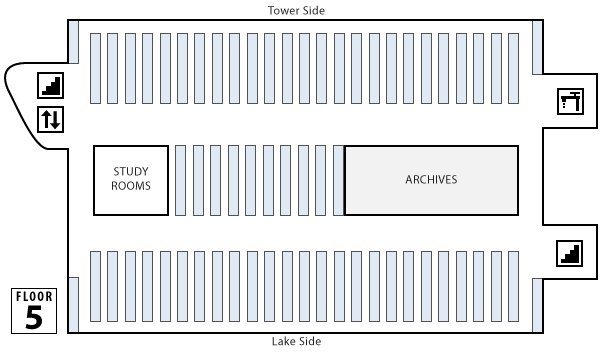 Tower Side
STUDY
ROOMS
ARCHIVES
FLOOR
5
Lake Side